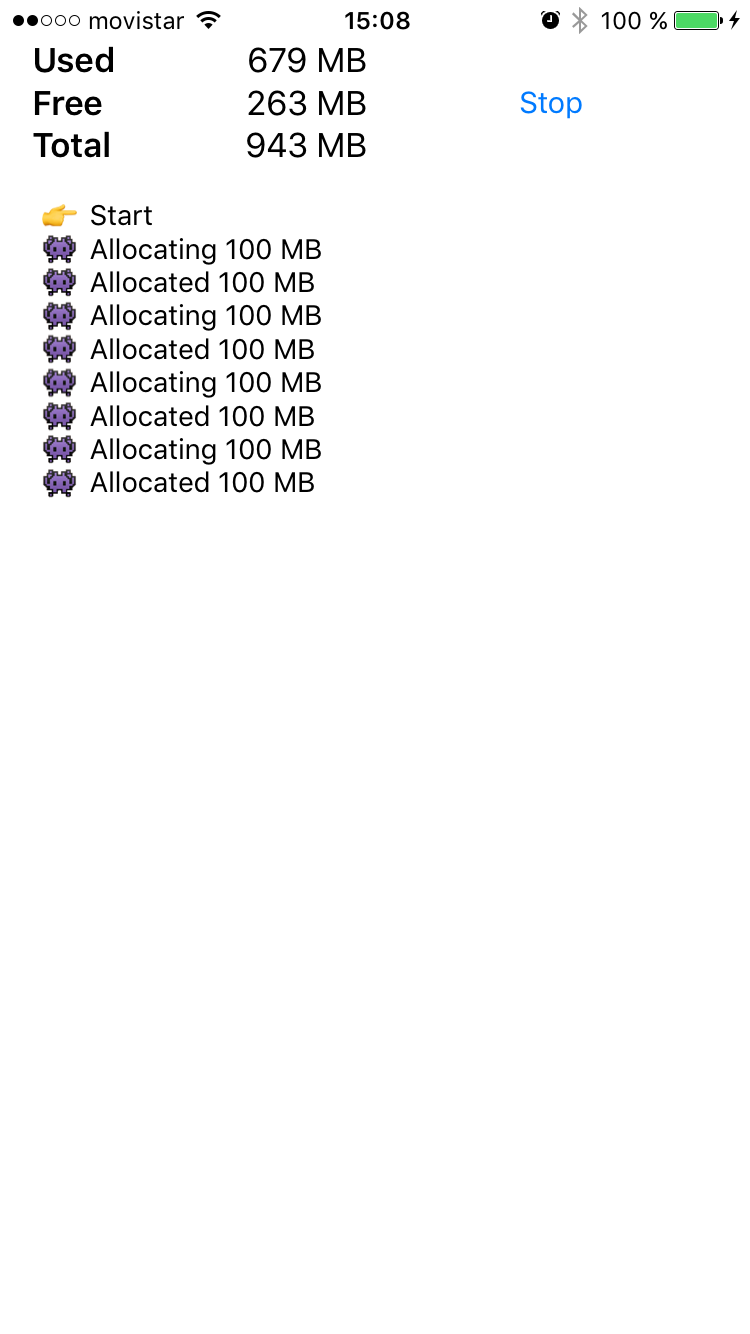 movistar 15:08 100 %
Used 679 MB
Free 263 MB Stop
Total 943 MB
👉 Start
👾 Allocating 100 MB
👾 Allocated 100 MB
👾 Allocating 100 MB
👾 Allocated 100 MB
👾 Allocating 100 MB
👾 Allocated 100 MB
👾 Allocating 100 MB
👾 Allocated 100 MB